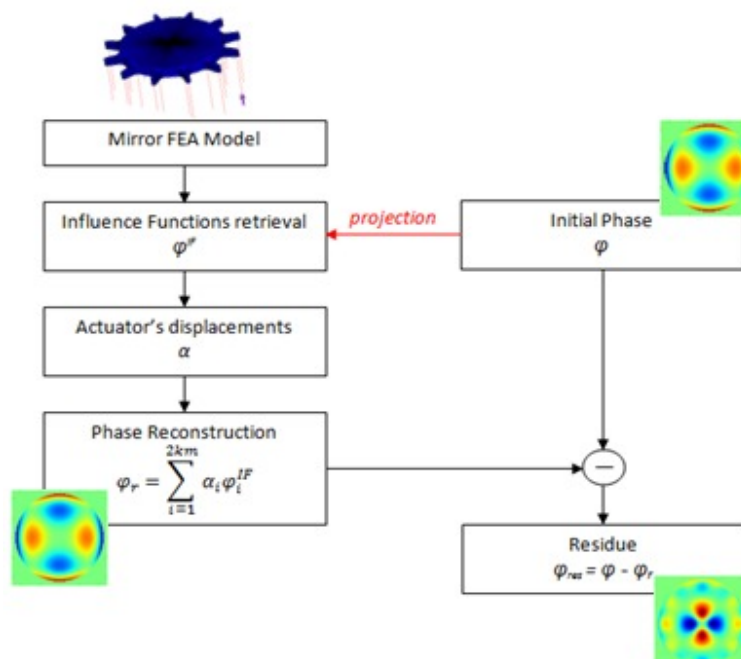 Mirror FEA Model
Influence Functions retrieval
φ^IF
projection
Initial Phase
φ
Actuator's displacements
α
Phase Reconstruction
φ_r = ∑_{i=1}^{2km} α_i φ_i^{IF}
—
Residue
φ_res = φ - φ_r